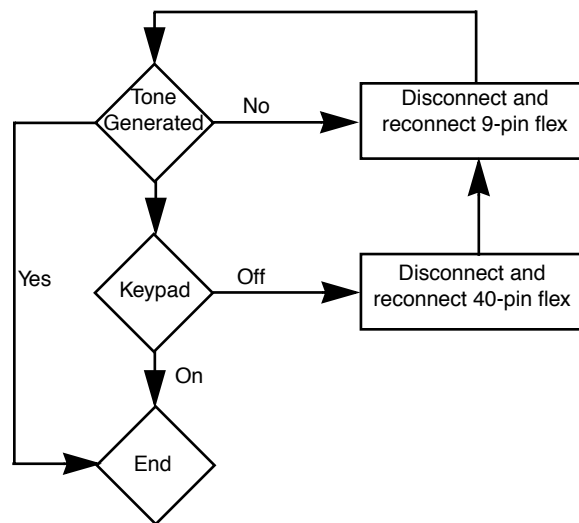 Tone
Generated
No
Disconnect and
reconnect 9-pin flex
Yes
Keypad
Off
Disconnect and
reconnect 40-pin flex
On
End